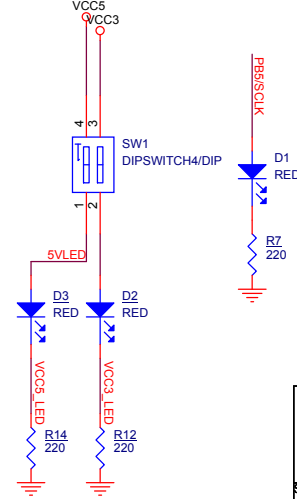 VCC5
VCC3
4
3
SW1
DIPSWITCH4/DIP
1
2
5VLED
D3
RED
D2
RED
VCC5_LED
VCC3_LED
R14
220
R12
220
PB5/SCLK
D1
RED
R7
220